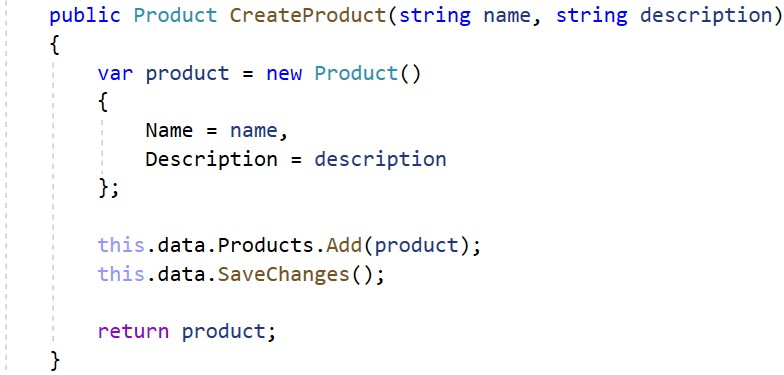 public Product CreateProduct(string name, string description)
{
    var product = new Product()
    {
        Name = name,
        Description = description
    };

    this.data.Products.Add(product);
    this.data.SaveChanges();

    return product;
}